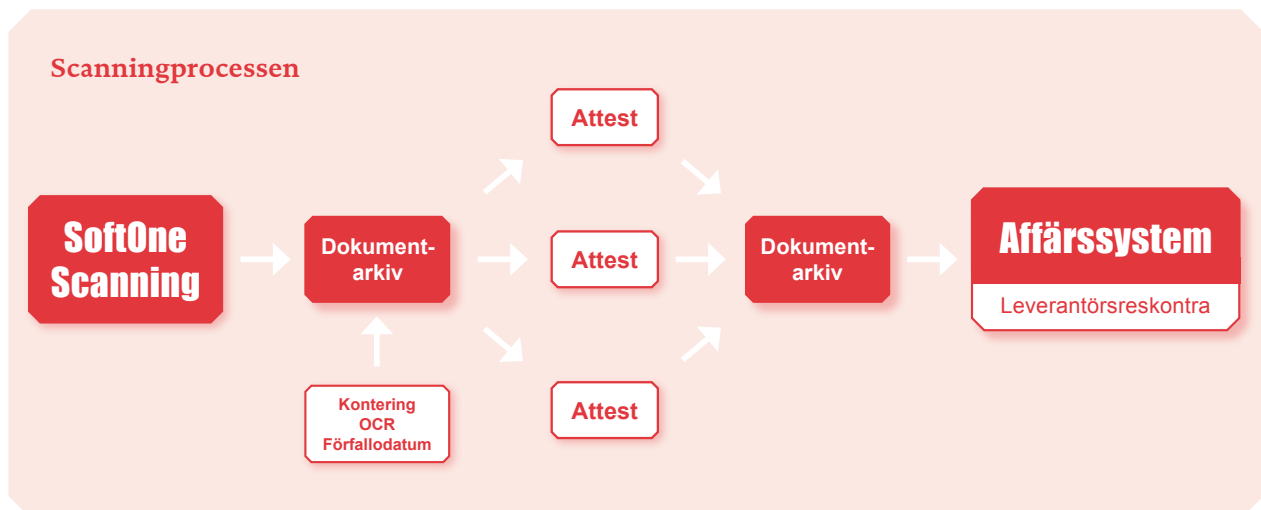 Scanningprocessen
SoftOne
Scanning
Dokument-
arkiv
Kontering
OCR
Förfallodatum
Attest
Attest
Attest
Dokument-
arkiv
Affärssystem
Leverantörsreskontra